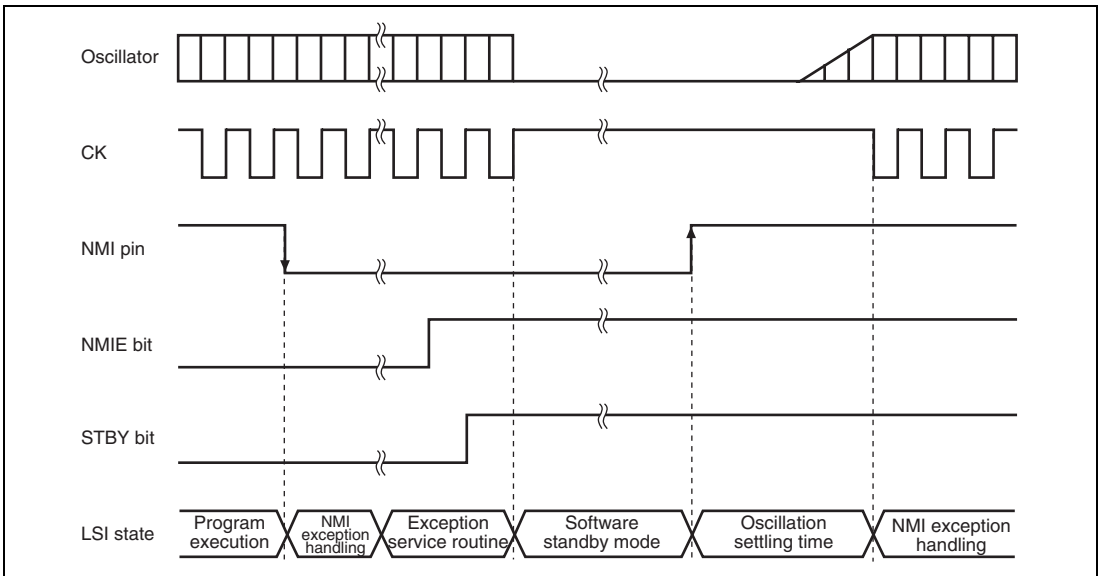 Oscillator
CK
NMI pin
NMIE bit
STBY bit
LSI state
Program
execution
NMI
exception
handling
Exception
service routine
Software
standby mode
Oscillation
settling time
NMI exception
handling